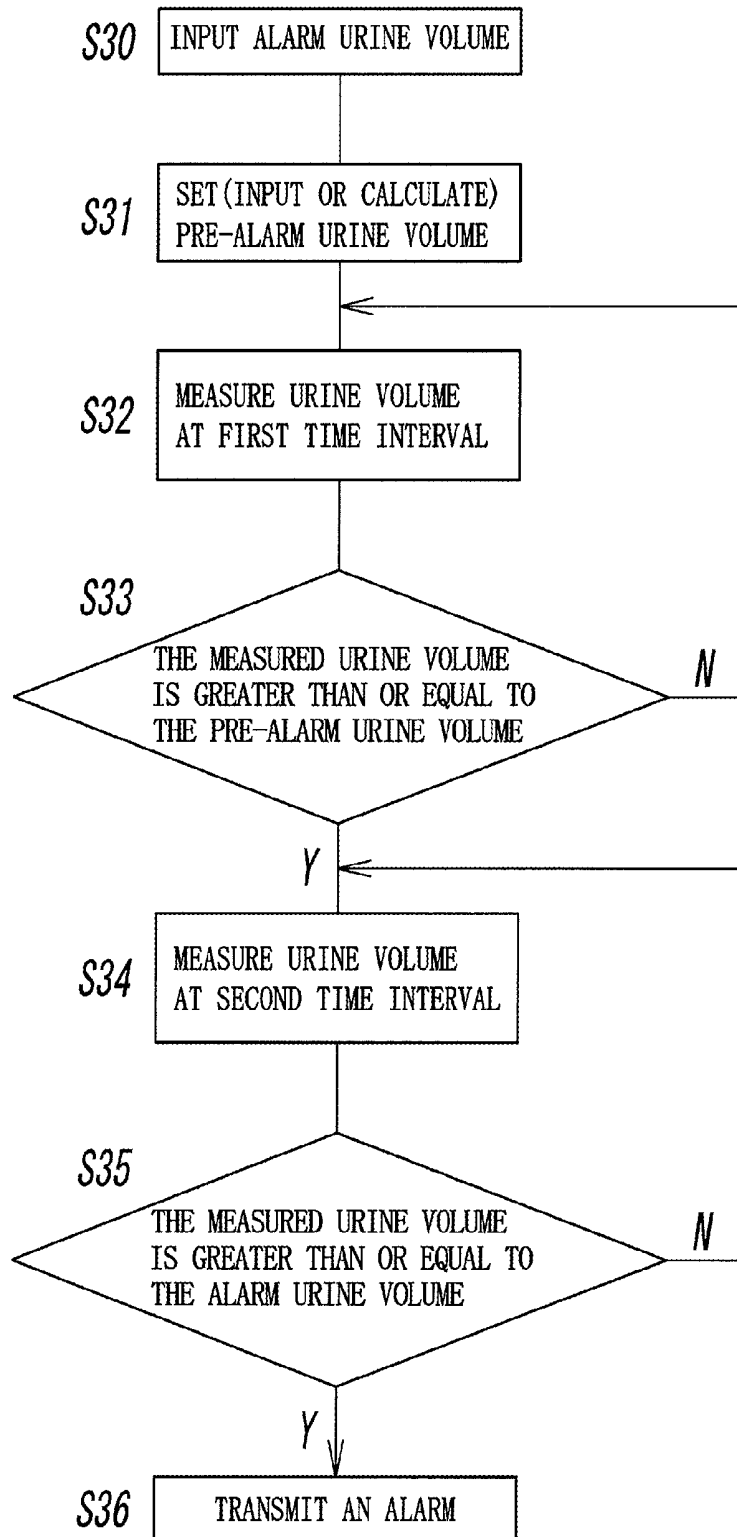 S30 INPUT ALARM URINE VOLUME
S31
SET(INPUT OR CALCULATE)
PRE-ALARM URINE VOLUME
S32
MEASURE URINE VOLUME
AT FIRST TIME INTERVAL
S33
THE MEASURED URINE VOLUME
IS GREATER THAN OR EQUAL TO
THE PRE-ALARM URINE VOLUME
N
Y
S34
MEASURE URINE VOLUME
AT SECOND TIME INTERVAL
S35
THE MEASURED URINE VOLUME
IS GREATER THAN OR EQUAL TO
THE ALARM URINE VOLUME
N
Y
S36 TRANSMIT AN ALARM